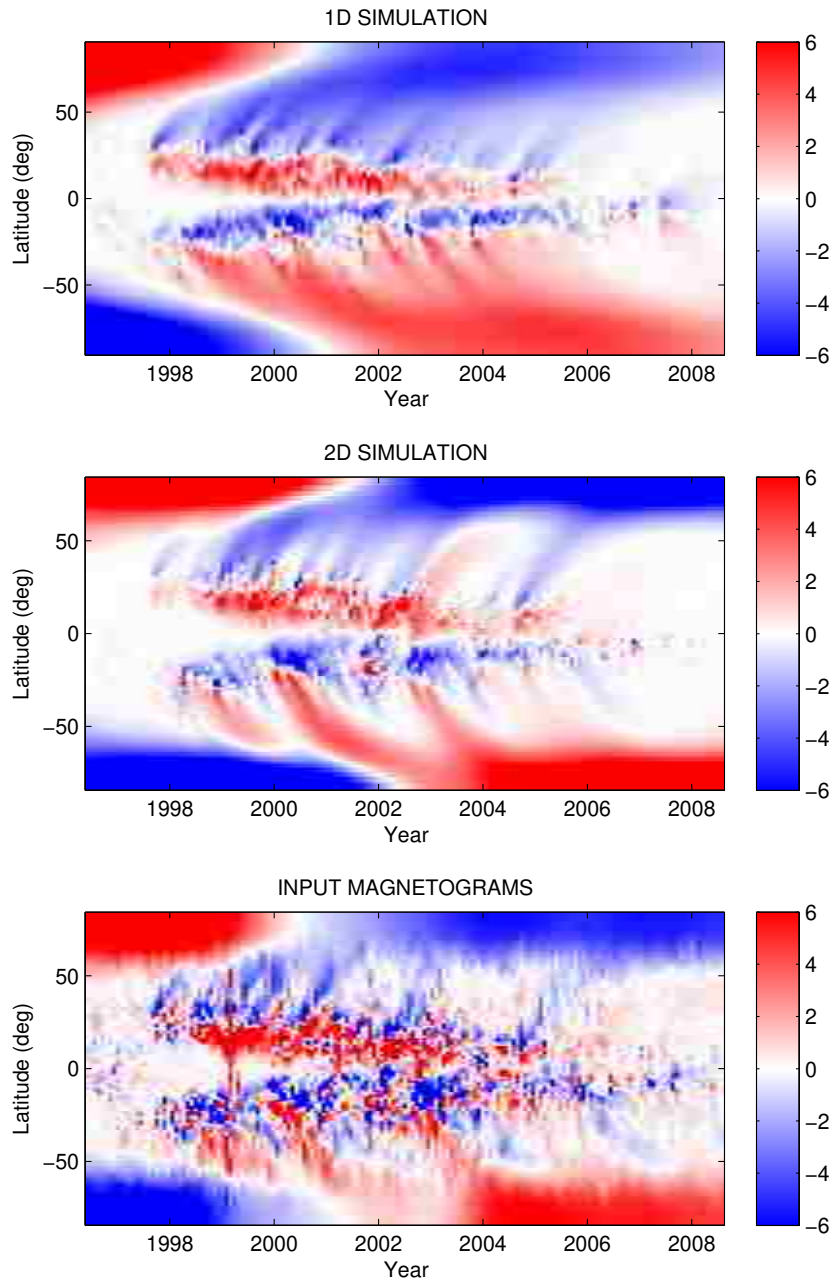 1D SIMULATION
6
4
2
0
−2
−4
−6
50
0
−50
Latitude (deg)
1998 2000 2002 2004 2006 2008
Year
2D SIMULATION
6
4
2
0
−2
−4
−6
50
0
−50
Latitude (deg)
1998 2000 2002 2004 2006 2008
Year
INPUT MAGNETOGRAMS
6
4
2
0
−2
−4
−6
50
0
−50
Latitude (deg)
1998 2000 2002 2004 2006 2008
Year